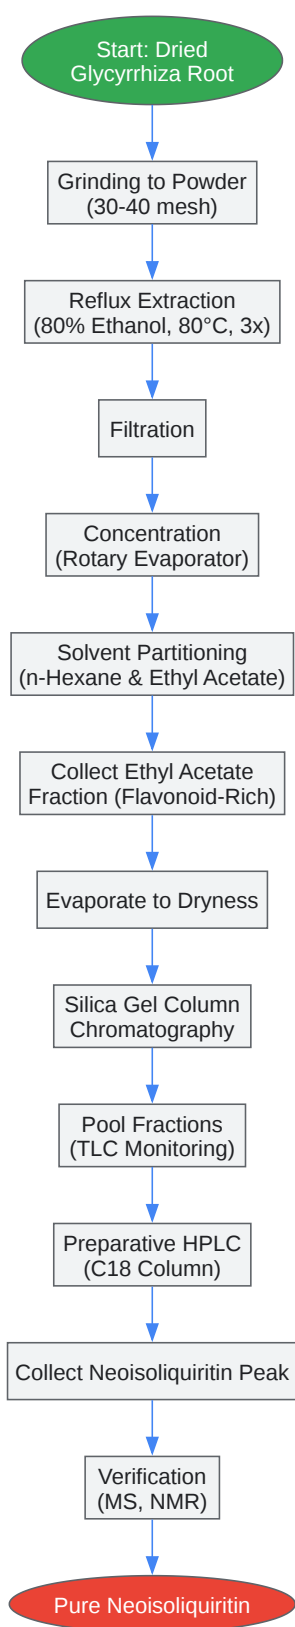 Start: Dried
Glycyrrhiza Root
Grinding to Powder
(30-40 mesh)
Reflux Extraction
(80% Ethanol, 80°C, 3x)
Filtration
Concentration
(Rotary Evaporator)
Solvent Partitioning
(n-Hexane & Ethyl Acetate)
Collect Ethyl Acetate
Fraction (Flavonoid-Rich)
Evaporate to Dryness
Silica Gel Column
Chromatography
Pool Fractions
(TLC Monitoring)
Preparative HPLC
(C18 Column)
Collect Neoisoliquiritin Peak
Verification
(MS, NMR)
Pure Neoisoliquiritin